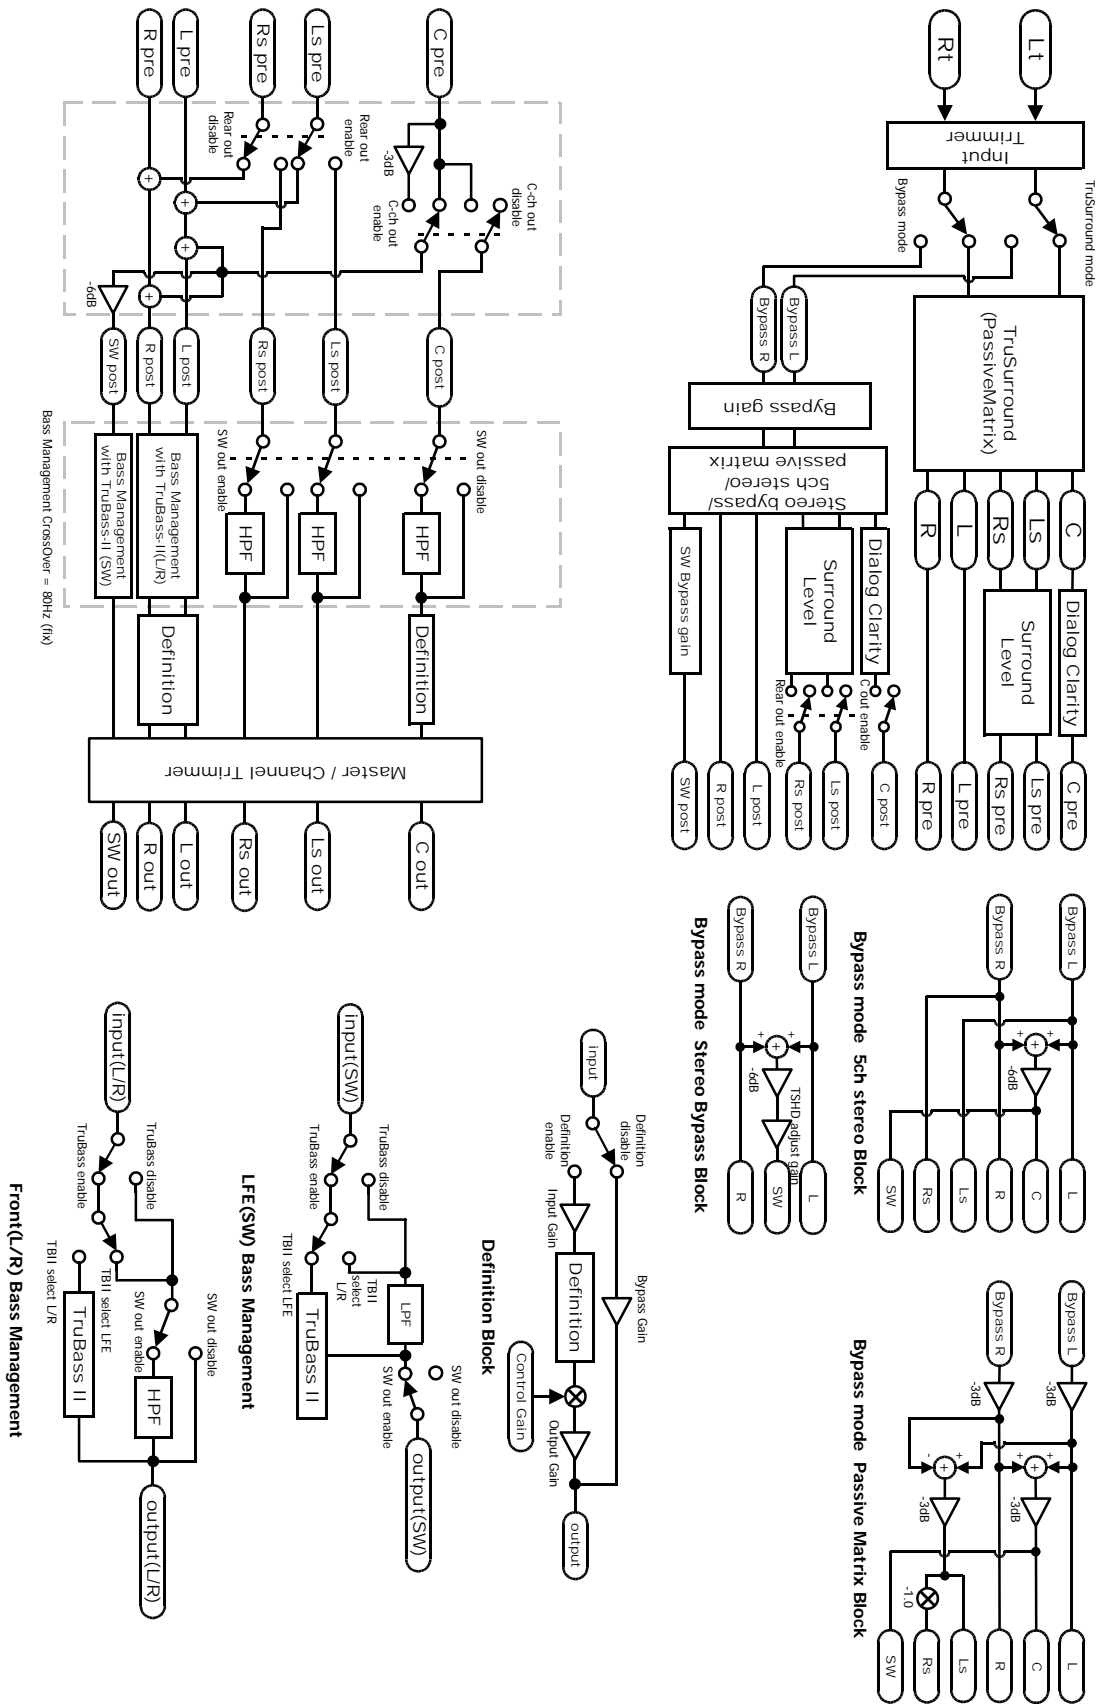 Lt
Rt
Input
Trimmer
TruSurround mode
Bypass mode
TruSurround
(PassiveMatrix)
C
Ls
Rs
L
R
Dialog Clarity
Surround
Level
C pre
Ls pre
Rs pre
L pre
R pre
Bypass L
Bypass R
Bypass gain
Stereo bypass/
5ch stereo/
passive matrix
Dialog Clarity
Surround
Level
SW Bypass gain
C out enable
Rear out enable
C post
Ls post
Rs post
L post
R post
SW post
Bypass L
Bypass R
+
+
+
-6dB
L
C
R
Ls
Rs
SW
Bypass mode 5ch stereo Block
Bypass L
Bypass R
+
+
+
-6dB
TSHD adjust gain
L
SW
R
Bypass mode Stereo Bypass Block
Bypass L
Bypass R
-3dB
-3dB
+
+
+
+
-
+
-3dB
-3dB
-1.0
L
C
R
Ls
Rs
SW
Bypass mode Passive Matrix Block
C pre
Ls pre
Rs pre
L pre
R pre
-3dB
C-ch out
disable
C-ch out
enable
Rear out
enable
Rear out
disable
+
+
+
+
-6dB
C post
Ls post
Rs post
L post
R post
SW post
SW out disable
SW out enable
HPF
HPF
HPF
Bass Management
with TruBass-II(L/R)
Bass Management
with TruBass-II (SW)
Bass Management CrossOver = 80Hz (fix)
Definition
Definition
Master / Channel Trimmer
C out
Ls out
Rs out
L out
R out
SW out
input
Definition
disable
Definition
enable
Bypass Gain
Input Gain
Definition
Control Gain
Output Gain
output
Definition Block
input(SW)
TruBass disable
TruBass enable
TBII
select
L/R
TBII select LFE
LPF
TruBass II
SW out disable
SW out enable
output(SW)
LFE(SW) Bass Management
input(L/R)
TruBass disable
TruBass enable
TBII select LFE
TBII select L/R
SW out disable
SW out enable
HPF
TruBass II
output(L/R)
Front(L/R) Bass Management